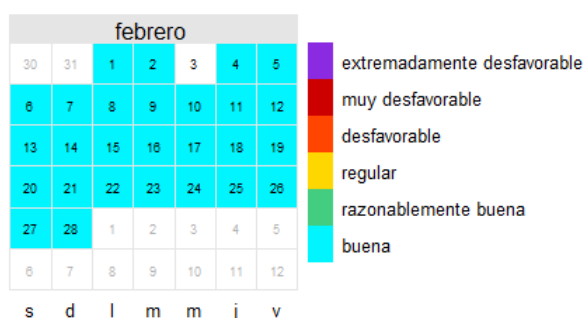 febrero
30 31 1 2 3 4 5
6 7 8 9 10 11 12
13 14 15 16 17 18 19
20 21 22 23 24 25 26
27 28 1 2 3 4 5
6 7 8 9 10 11 12
s d l m m j v
extremadamente desfavorable
muy desfavorable
desfavorable
regular
razonablemente buena
buena